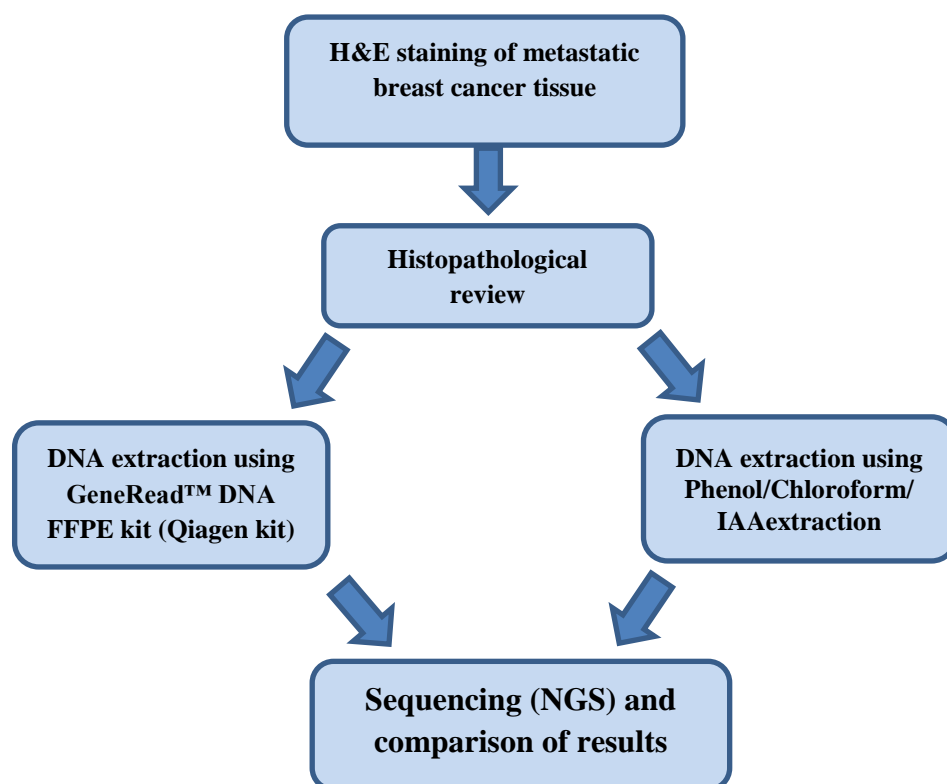 H&E staining of metastatic
breast cancer tissue
Histopathological
review
DNA extraction using
GeneRead™ DNA
FFPE kit (Qiagen kit)
DNA extraction using
Phenol/Chloroform/
IAAextraction
Sequencing (NGS) and
comparison of results